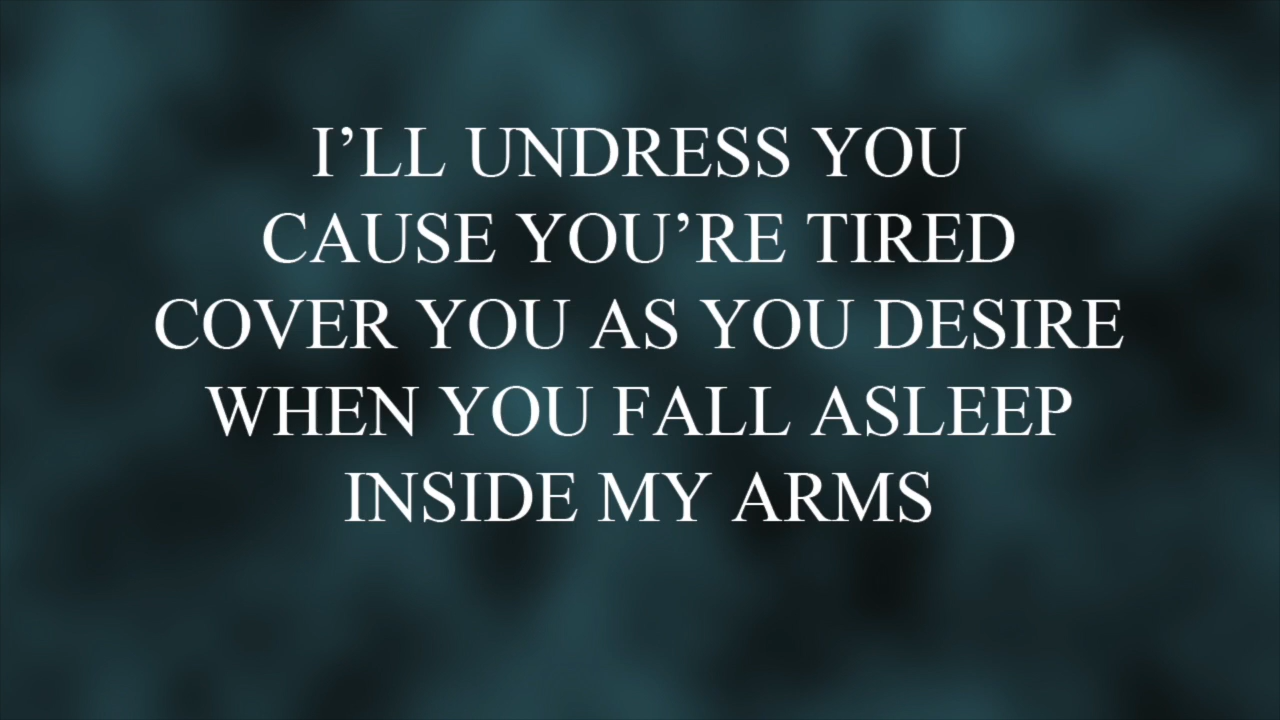 I’LL UNDRESS YOU
CAUSE YOU’RE TIRED
COVER YOU AS YOU DESIRE
WHEN YOU FALL ASLEEP
INSIDE MY ARMS